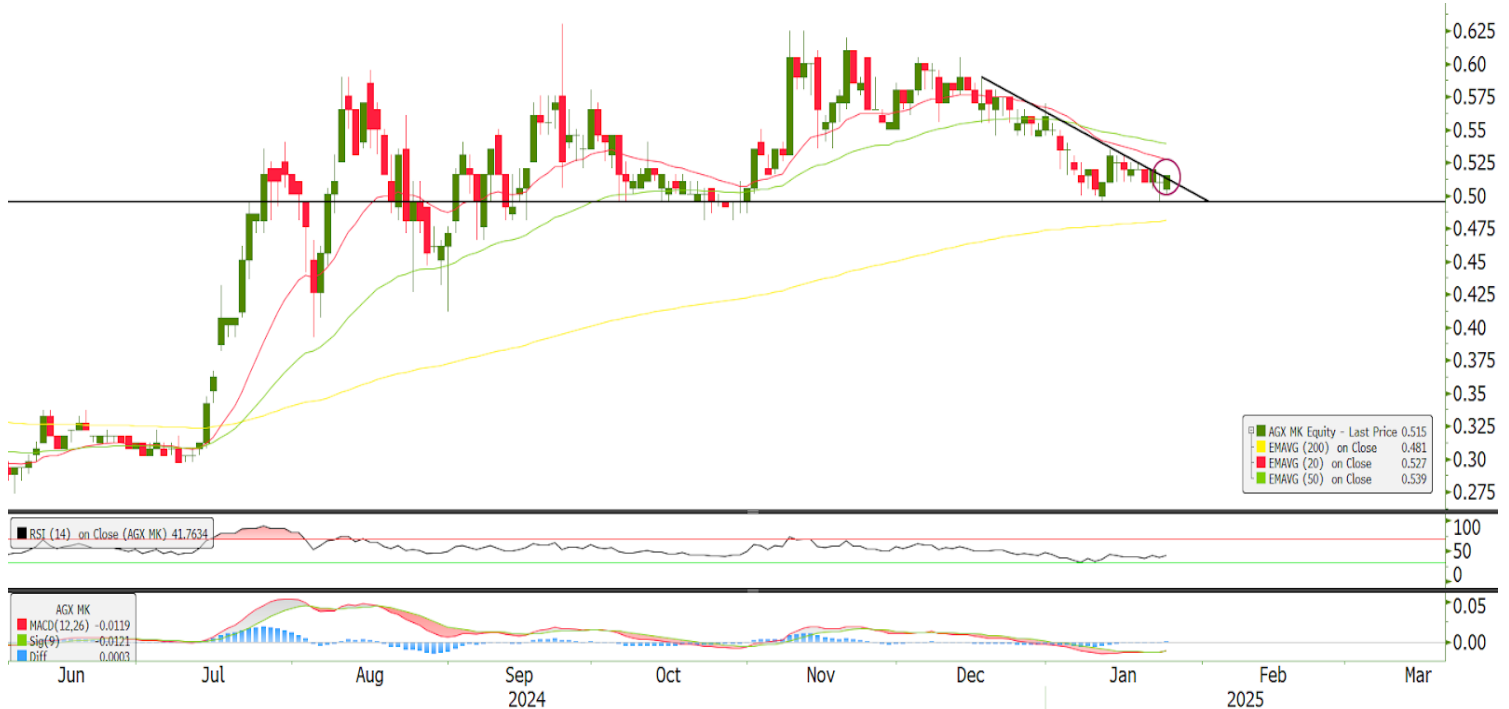 0.625
0.60
0.575
0.55
0.525
0.50
0.475
0.45
0.425
0.40
0.375
0.35
0.325
0.30
0.275
AGX MK Equity - Last Price 0.515
EMAVG (200) on Close 0.481
EMAVG (20) on Close 0.527
EMAVG (50) on Close 0.539
RSI (14) on Close (AGX MK) 41.7634
100
50
0
AGX MK
MACD(12,26) -0.0119
Sig(9) -0.0121
Diff 0.0003
0.05
0.00
Jun Jul Aug Sep Oct Nov Dec Jan Feb Mar
2024 2025